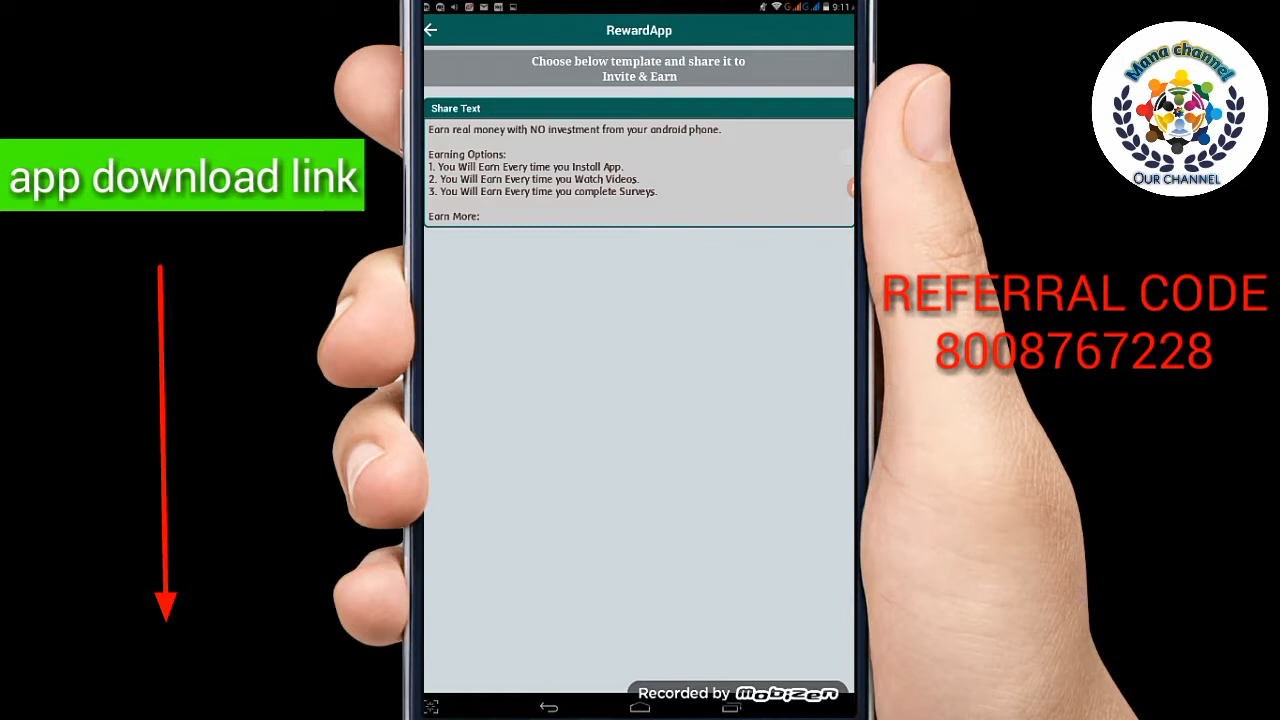 9:11
RewardApp
Choose below template and share it to
Invite & Earn
Share Text
Earn real money with NO investment from your android phone.
Earning Options:
1. You Will Earn Every time you Install App.
2. You Will Earn Every time you Watch Videos.
3. You Will Earn Every time you complete Surveys.
Earn More:
app download link
Mana channel
OUR CHANNEL
REFERRAL CODE
8008767228
Recorded by Mobizen